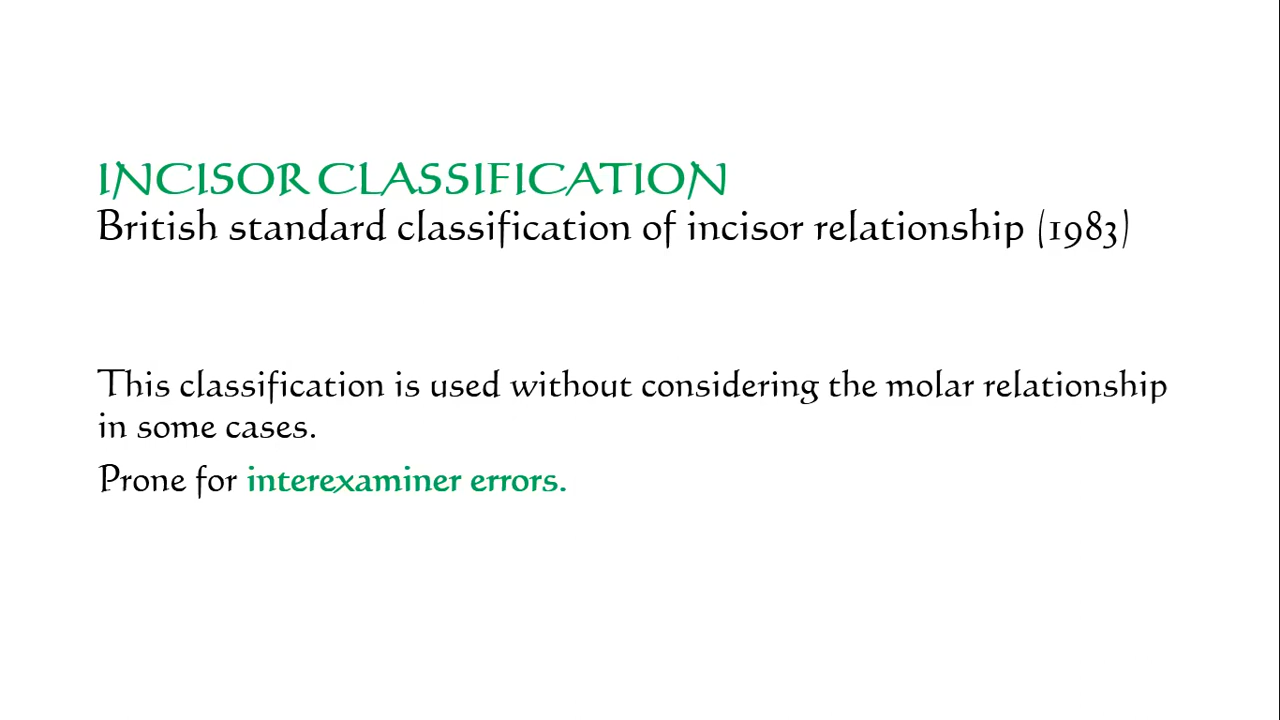 INCISOR CLASSIFICATION
British standard classification of incisor relationship (1983)
This classification is used without considering the molar relationship
in some cases.
Prone for interexaminer errors.